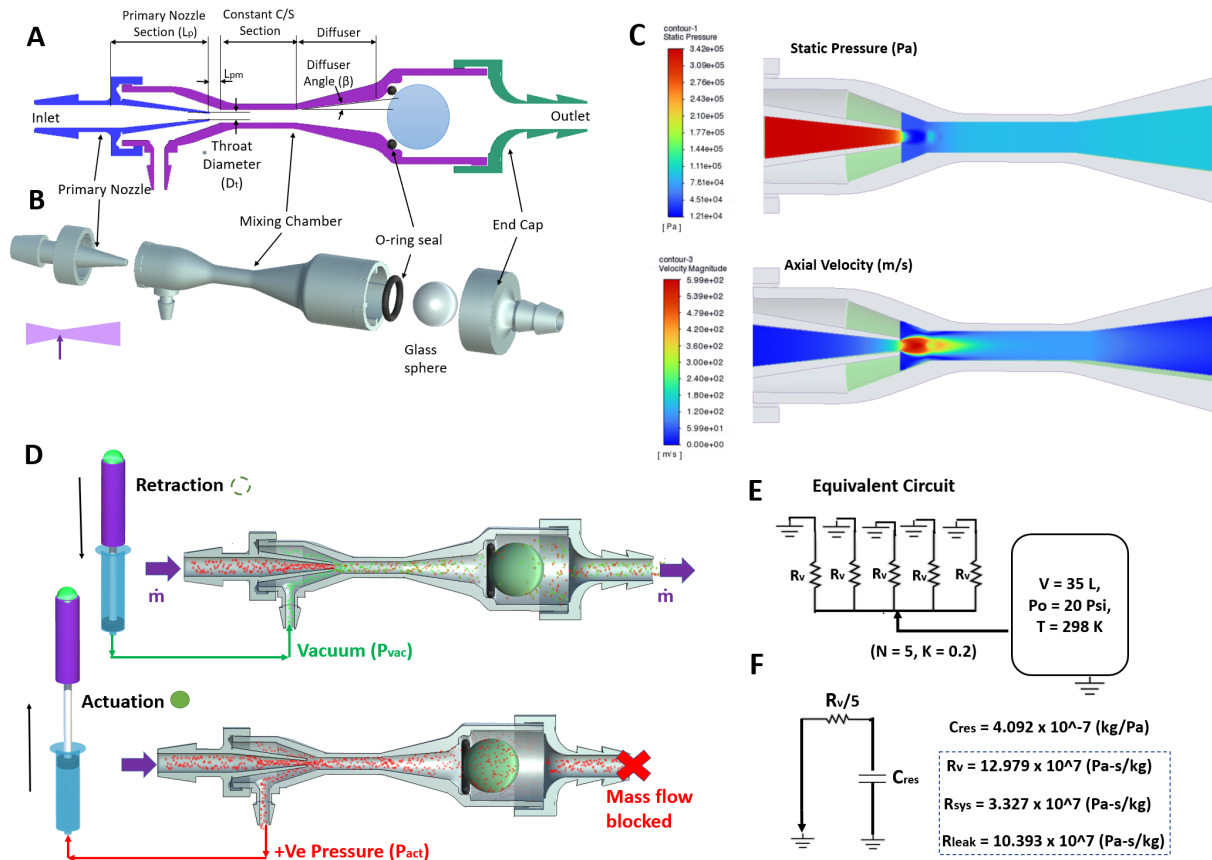 A
Primary Nozzle
Section (Lp)
Constant C/S
Section
Diffuser
Lpm
Diffuser
Angle (β)
Inlet
Outlet
Throat
Diameter
(Dt)
Primary Nozzle
B
Mixing Chamber
O-ring seal
End Cap
Glass
sphere
C
contour-1
Static Pressure
3.42e+05
3.09e+05
2.76e+05
2.43e+05
2.10e+05
1.77e+05
1.44e+05
1.11e+05
7.81e+04
4.51e+04
1.21e+04
[ Pa ]
Static Pressure (Pa)
contour-3
Velocity Magnitude
5.99e+02
5.39e+02
4.80e+02
4.20e+02
3.60e+02
3.00e+02
2.40e+02
1.80e+02
1.20e+02
5.99e+01
0.00e+00
[ m/s ]
Axial Velocity (m/s)
D
Retraction
ṁ
ṁ
Vacuum (Pvac)
Actuation
Mass flow
blocked
+Ve Pressure (Pact)
E
Equivalent Circuit
Rv
Rv
Rv
Rv
Rv
(N = 5, K = 0.2)
V = 35 L,
Po = 20 Psi,
T = 298 K
F
Rv/5
Cres
Cres = 4.092 x 10^-7 (kg/Pa)
Rv = 12.979 x 10^7 (Pa-s/kg)
Rsys = 3.327 x 10^7 (Pa-s/kg)
Rleak = 10.393 x 10^7 (Pa-s/kg)